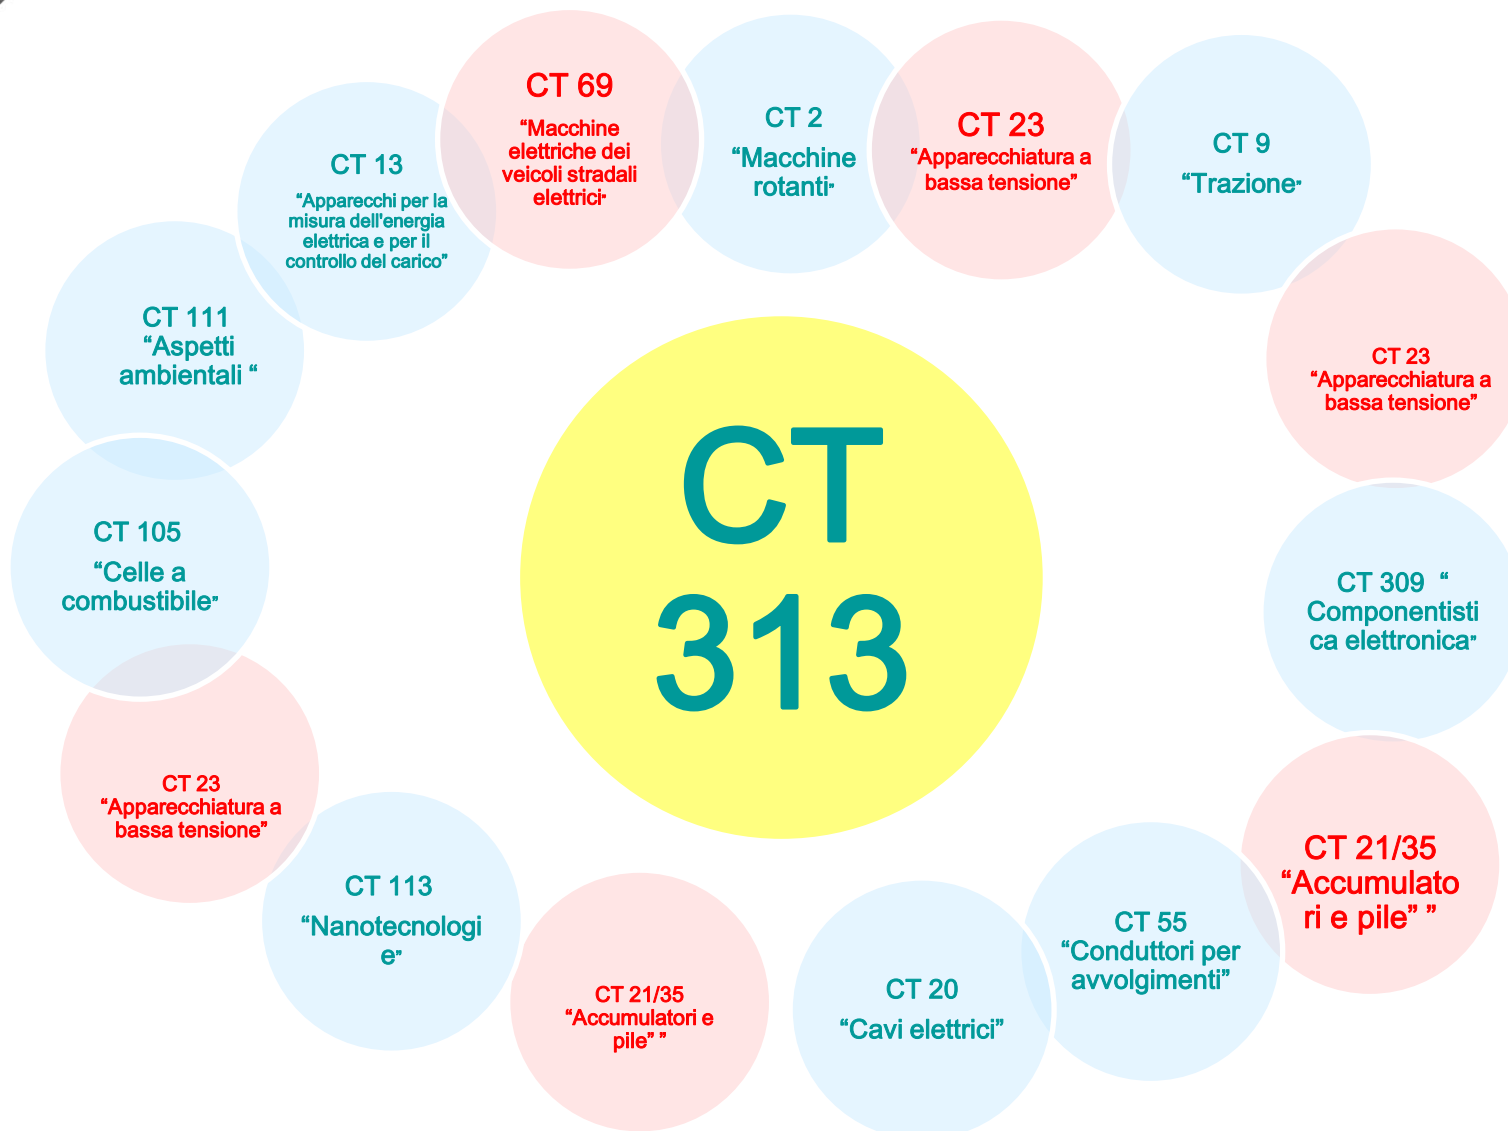 CT 69
“Macchine
elettriche dei
veicoli stradali
elettrici”
CT 2
“Macchine
rotanti”
CT 23
“Apparecchiatura a
bassa tensione”
CT 9
“Trazione”
CT 13
“Apparecchi per la
misura dell'energia
elettrica e per il
controllo del carico”
CT 111
“Aspetti
ambientali “
CT 23
“Apparecchiatura a
bassa tensione”
CT
313
CT 105
“Celle a
combustibile”
CT 309 “
Componentisti
ca elettronica”
CT 23
“Apparecchiatura a
bassa tensione”
CT 21/35
“Accumulato
ri e pile” ”
CT 113
“Nanotecnologi
e”
CT 55
“Conduttori per
avvolgimenti”
CT 21/35
“Accumulatori e
pile” ”
CT 20
“Cavi elettrici”